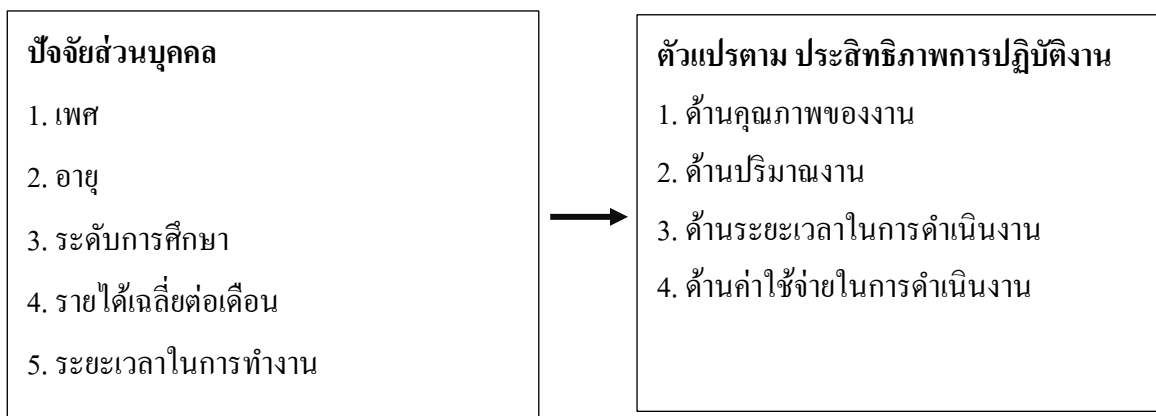 ปัจจัยส่วนบุคคล
1. เพศ
2. อายุ
3. ระดับการศึกษา
4. รายได้เฉลี่ยต่อเดือน
5. ระยะเวลาในการทำงาน
ตัวแปรตาม ประสิทธิภาพการปฏิบัติงาน
1. ด้านคุณภาพของงาน
2. ด้านปริมาณงาน
3. ด้านระยะเวลาในการดำเนินงาน
4. ด้านค่าใช้จ่ายในการดำเนินงาน